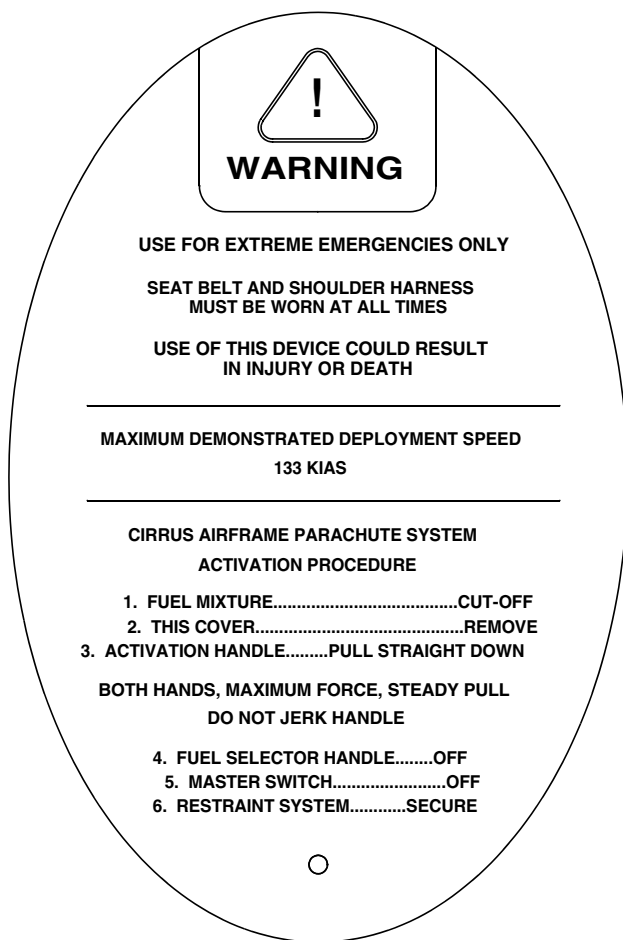 !
WARNING
USE FOR EXTREME EMERGENCIES ONLY
SEAT BELT AND SHOULDER HARNESS
MUST BE WORN AT ALL TIMES
USE OF THIS DEVICE COULD RESULT
IN INJURY OR DEATH
MAXIMUM DEMONSTRATED DEPLOYMENT SPEED
133 KIAS
CIRRUS AIRFRAME PARACHUTE SYSTEM
ACTIVATION PROCEDURE
1. FUEL MIXTURE.......................................CUT-OFF
2. THIS COVER............................................REMOVE
3. ACTIVATION HANDLE.........PULL STRAIGHT DOWN
BOTH HANDS, MAXIMUM FORCE, STEADY PULL
DO NOT JERK HANDLE
4. FUEL SELECTOR HANDLE........OFF
5. MASTER SWITCH........................OFF
6. RESTRAINT SYSTEM............SECURE